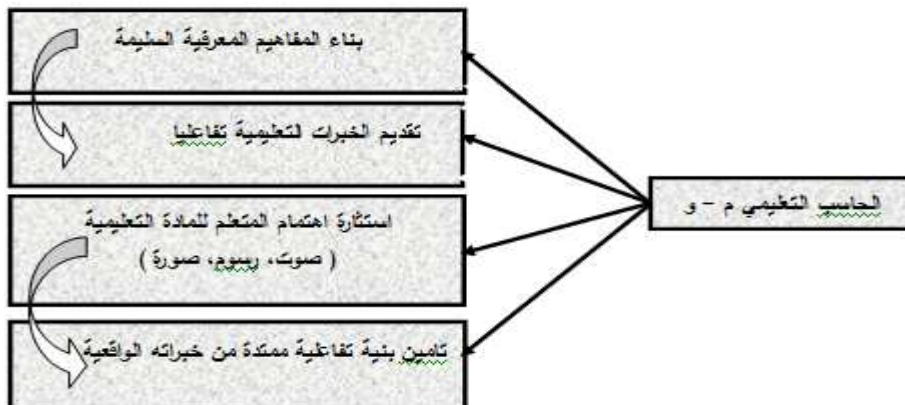 بناء المفاهيم المعرفية السليمة
تقديم الخبرات التعليمية تفاعليا
الحاسب التعليمي م – و
استثارة اهتمام المتعلم للمادة التعليمية
( صوت، رسوم، صورة )
تامين بنية تفاعلية ممتدة من خبراته الواقعية